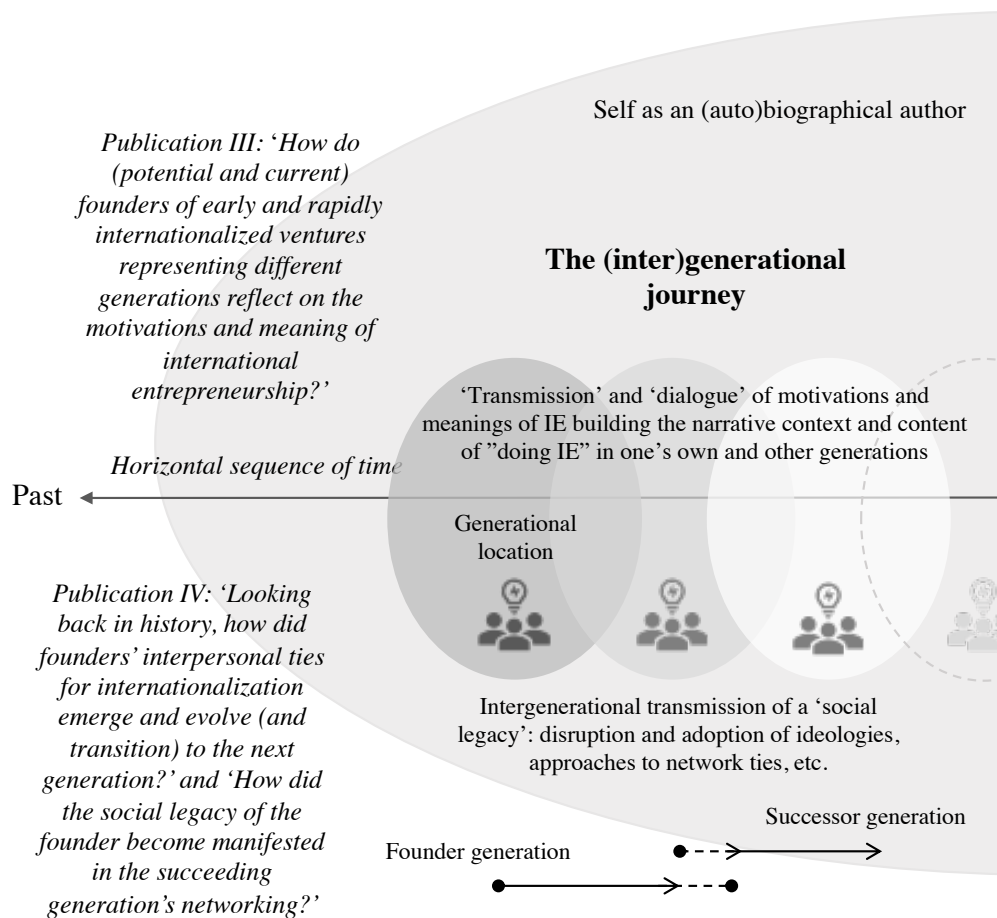 Self as an (auto)biographical author
Publication III: ‘How do
(potential and current)
founders of early and rapidly
internationalized ventures
representing different
generations reflect on the
motivations and meaning of
international
entrepreneurship?’
The (inter)generational
journey
‘Transmission’ and ‘dialogue’ of motivations and
meanings of IE building the narrative context and content
of ”doing IE” in one’s own and other generations
Horizontal sequence of time
Past
Generational
location
Publication IV: ‘Looking
back in history, how did
founders’ interpersonal ties
for internationalization
emerge and evolve (and
transition) to the next
generation?’ and ‘How did
the social legacy of the
founder become manifested
in the succeeding
generation’s networking?’
Intergenerational transmission of a ‘social
legacy’: disruption and adoption of ideologies,
approaches to network ties, etc.
Successor generation
Founder generation